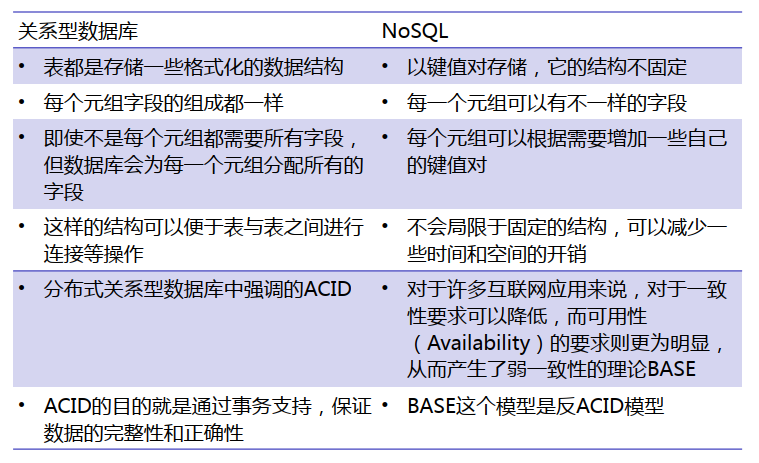 关系型数据库
NoSQL
• 表都是存储一些格式化的数据结构
• 以键值对存储，它的结构不固定
• 每个元组字段的组成都一样
• 每一个元组可以有不一样的字段
• 即使不是每个元组都需要所有字段，
但数据库会为每一个元组分配所有的
字段
• 每个元组可以根据需要增加一些自己
的键值对
• 这样的结构可以便于表与表之间进行
连接等操作
• 不会局限于固定的结构，可以减少一
些时间和空间的开销
• 分布式关系型数据库中强调的ACID
• 对于许多互联网应用来说，对于一致
性要求可以降低，而可用性
（Availability）的要求则更为明显，
从而产生了弱一致性的理论BASE
• ACID的目的就是通过事务支持，保证
数据的完整性和正确性
• BASE这个模型是反ACID模型